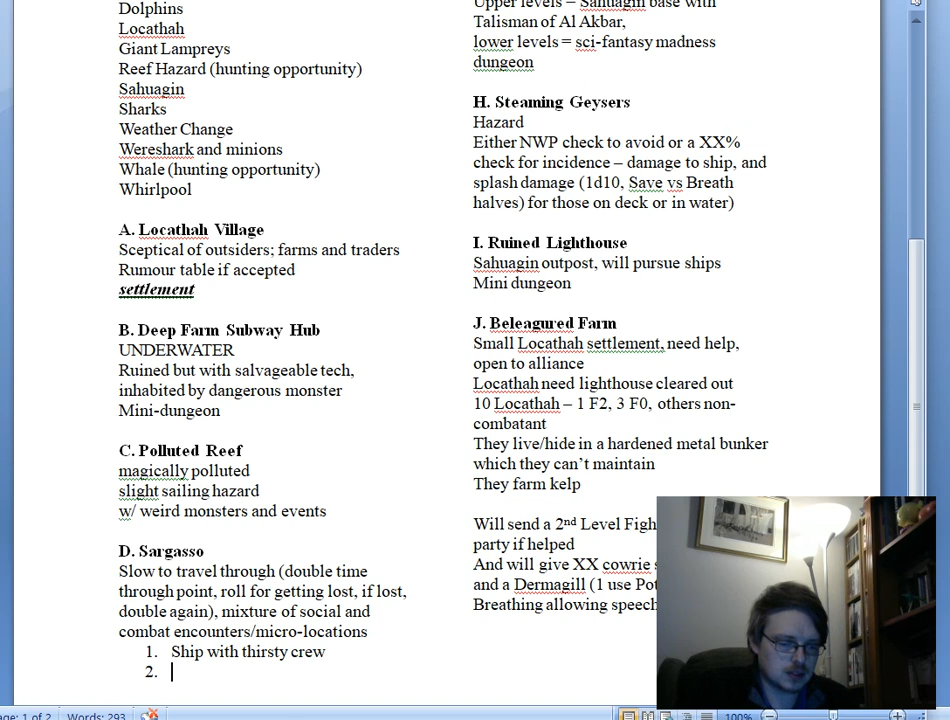 Dolphins
Locathah
Giant Lampreys
Reef Hazard (hunting opportunity)
Sahuagin
Sharks
Weather Change
Wereshark and minions
Whale (hunting opportunity)
Whirlpool
A. Locathah Village
Sceptical of outsiders; farms and traders
Rumour table if accepted
settlement
B. Deep Farm Subway Hub
UNDERWATER
Ruined but with salvageable tech,
inhabited by dangerous monster
Mini-dungeon
C. Polluted Reef
magically polluted
slight sailing hazard
w/ weird monsters and events
D. Sargasso
Slow to travel through (double time
through point, roll for getting lost, if lost,
double again), mixture of social and
combat encounters/micro-locations
1. Ship with thirsty crew
2.
Upper levels – Sahuagin base with
Talisman of Al Akbar,
lower levels = sci-fantasy madness
dungeon
H. Steaming Geysers
Hazard
Either NWP check to avoid or a XX%
check for incidence – damage to ship, and
splash damage (1d10, Save vs Breath
halves) for those on deck or in water)
I. Ruined Lighthouse
Sahuagin outpost, will pursue ships
Mini dungeon
J. Beleagured Farm
Small Locathah settlement, need help,
open to alliance
Locathah need lighthouse cleared out
10 Locathah – 1 F2, 3 F0, others non-
combatant
They live/hide in a hardened metal bunker
which they can't maintain
They farm kelp
Will send a 2nd Level Figh
party if helped
And will give XX cowrie s
and a Dermagill (1 use Pot
Breathing allowing speech
age: 1 of 2 Words: 293
100%